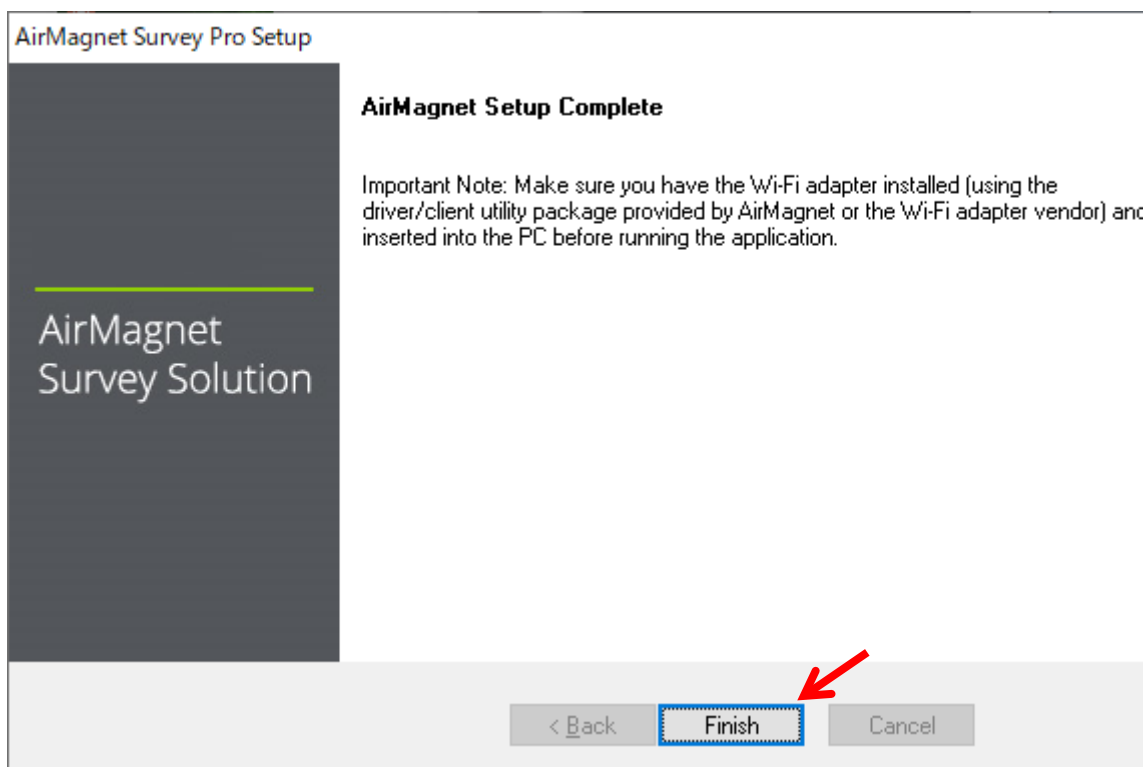 AirMagnet Survey Pro Setup
AirMagnet Setup Complete
Important Note: Make sure you have the Wi-Fi adapter installed (using the
driver/client utility package provided by AirMagnet or the Wi-Fi adapter vendor) and
inserted into the PC before running the application.
AirMagnet
Survey Solution
< Back
Finish
Cancel